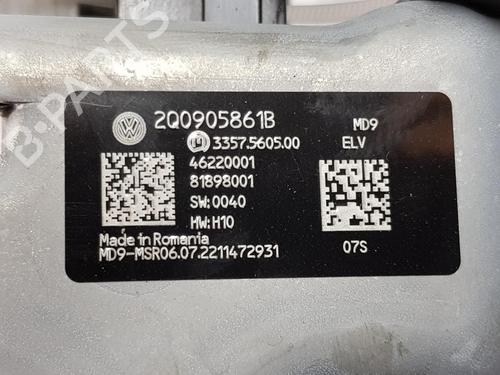 B-PARTS
2Q0905861B
MD9
3357.5605.00
ELV
46220001
81898001
SW:0040
HW:H10
Made in Romania
MD9-MSR06.07.2211472931
07S